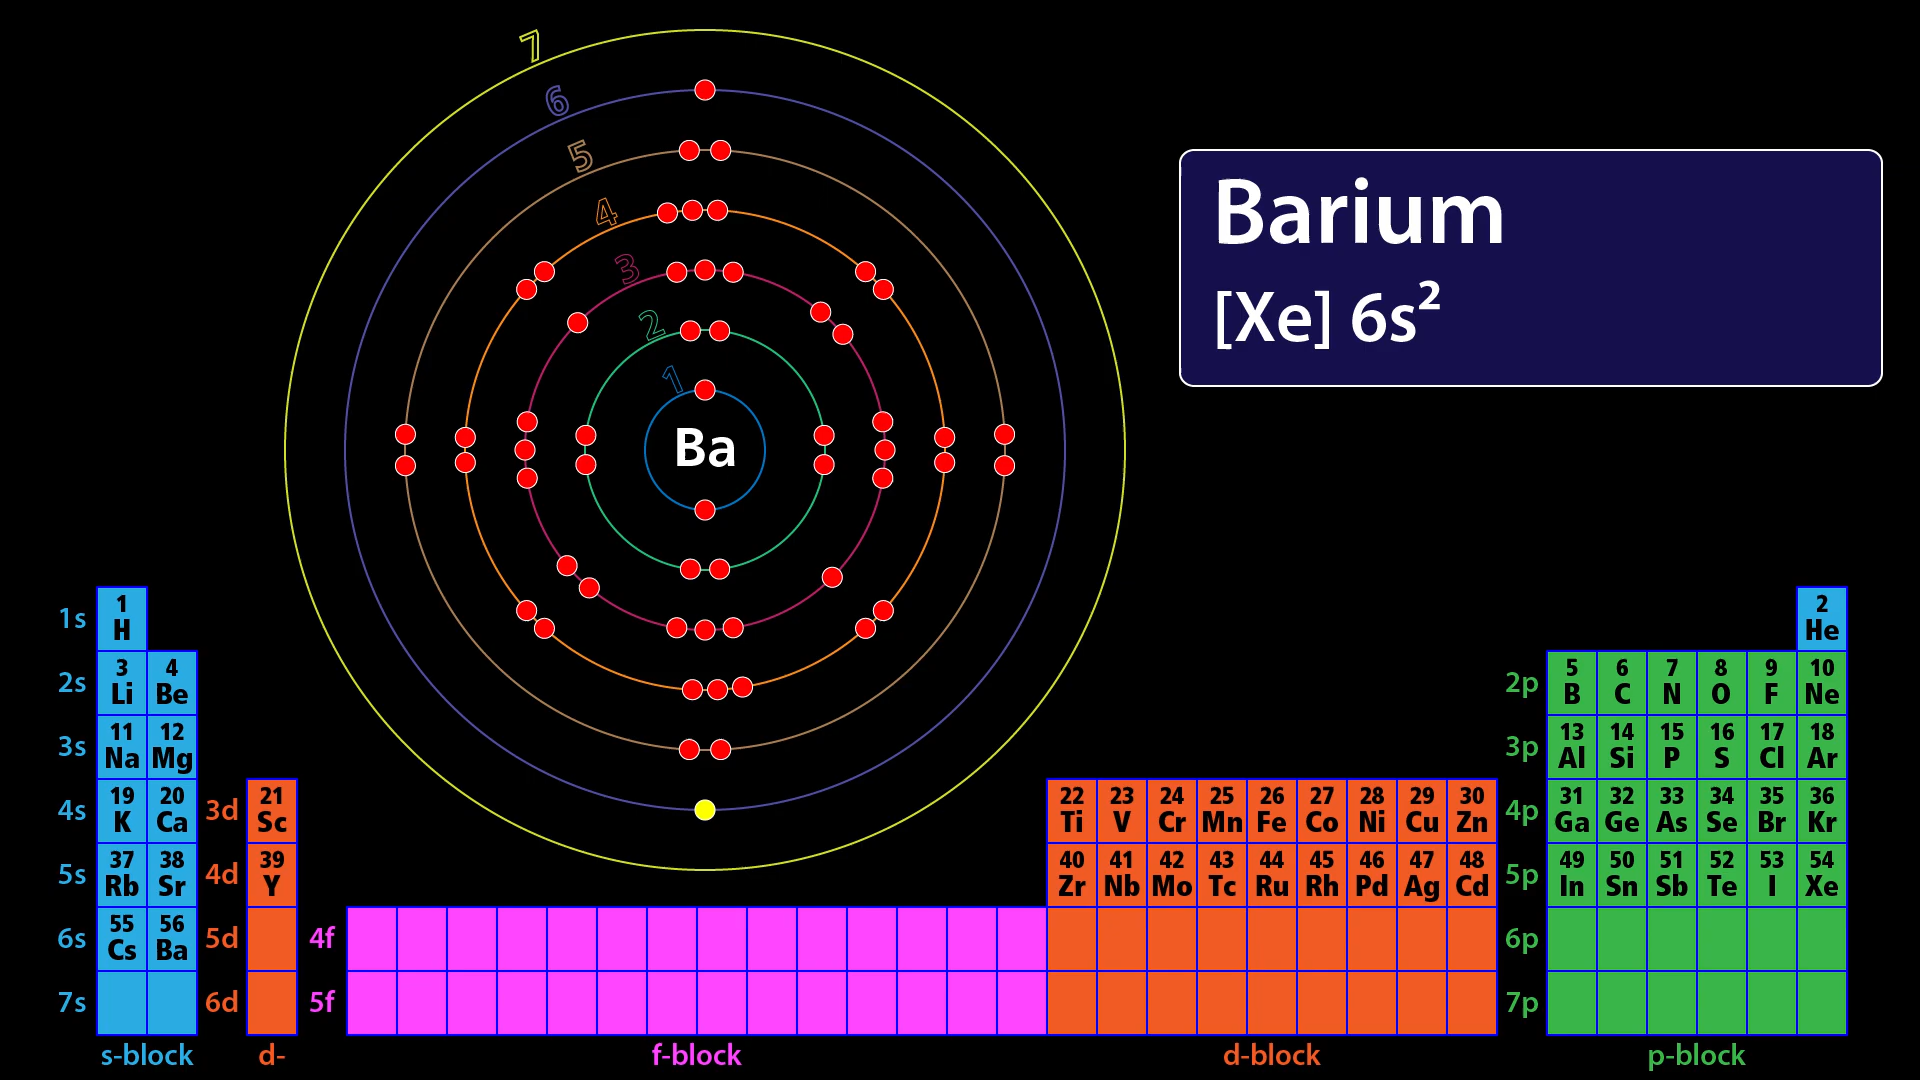 7
6
5
4
3
2
1
Ba
Barium
[Xe] 6s²
1s
1
H
2
He
2s
3
Li
4
Be
2p
5
B
6
C
7
N
8
O
9
F
10
Ne
3s
11
Na
12
Mg
3p
13
Al
14
Si
15
P
16
S
17
Cl
18
Ar
4s
19
K
20
Ca
3d
21
Sc
22
Ti
23
V
24
Cr
25
Mn
26
Fe
27
Co
28
Ni
29
Cu
30
Zn
4p
31
Ga
32
Ge
33
As
34
Se
35
Br
36
Kr
5s
37
Rb
38
Sr
4d
39
Y
40
Zr
41
Nb
42
Mo
43
Tc
44
Ru
45
Rh
46
Pd
47
Ag
48
Cd
5p
49
In
50
Sn
51
Sb
52
Te
53
I
54
Xe
6s
55
Cs
56
Ba
5d
4f
6p
7s
6d
5f
7p
s-block
d-
f-block
d-block
p-block